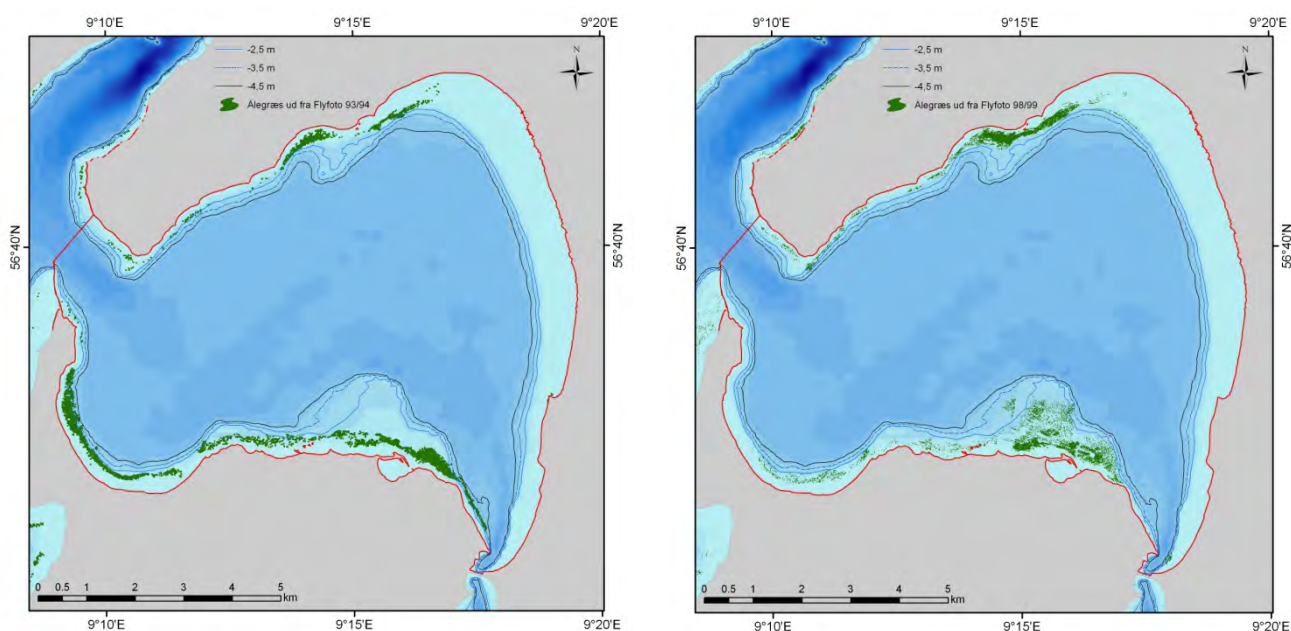 9°10'E 9°15'E 9°20'E
-2,5 m
-3,5 m
-4,5 m
Ålegræs ud fra Flyfoto 93/94
N
56°40'N
56°40'N
0 0.5 1 2 3 4 5
km
9°10'E 9°15'E 9°20'E
9°10'E 9°15'E 9°20'E
-2,5 m
-3,5 m
-4,5 m
Ålegræs ud fra Flyfoto 98/99
N
56°40'N
56°40'N
0 0.5 1 2 3 4 5
km
9°10'E 9°15'E 9°20'E